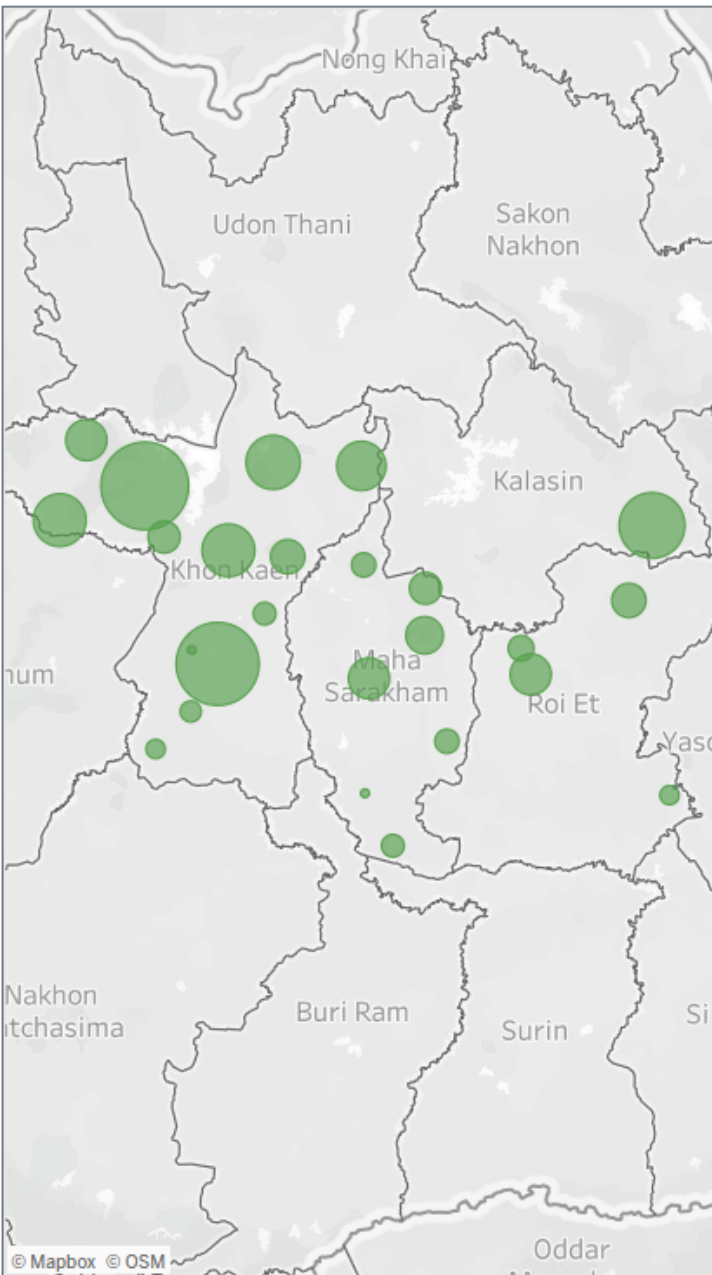 Nong Khai
Udon Thani
Sakon
Nakhon
Kalasin
Khon Kaen
num
Maha
Sarakham
Roi Et
Yaso
Nakhon
atchasima
Buri Ram
Surin
Si
Oddar
© Mapbox © OSM